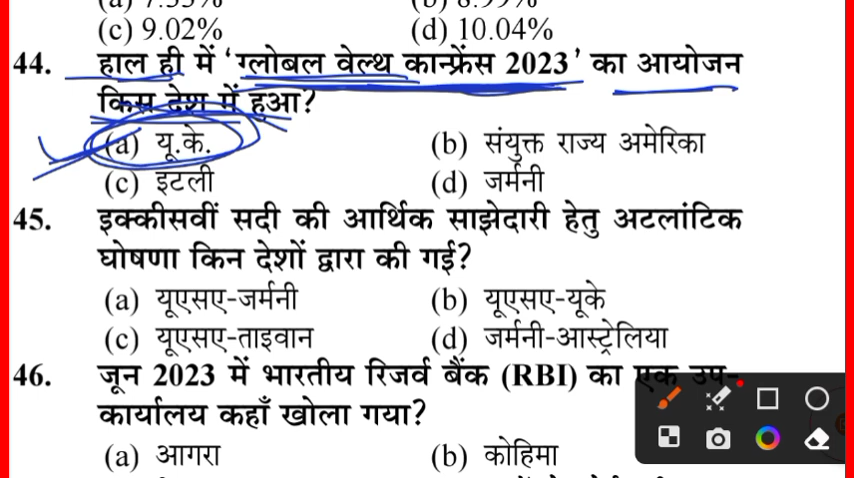 (c) 9.02% (d) 10.04%
44. हाल ही में ‘ग्लोबल वेल्थ कान्फ्रेंस 2023’ का आयोजन
किस देश में हुआ?
(a) यू.के. (b) संयुक्त राज्य अमेरिका
(c) इटली (d) जर्मनी
45. इक्कीसवीं सदी की आर्थिक साझेदारी हेतु अटलांटिक
घोषणा किन देशों द्वारा की गई?
(a) यूएसए-जर्मनी (b) यूएसए-यूके
(c) यूएसए-ताइवान (d) जर्मनी-आस्ट्रेलिया
46. जून 2023 में भारतीय रिजर्व बैंक (RBI) का एक उप-
कार्यालय कहाँ खोला गया?
(a) आगरा (b) कोहिमा